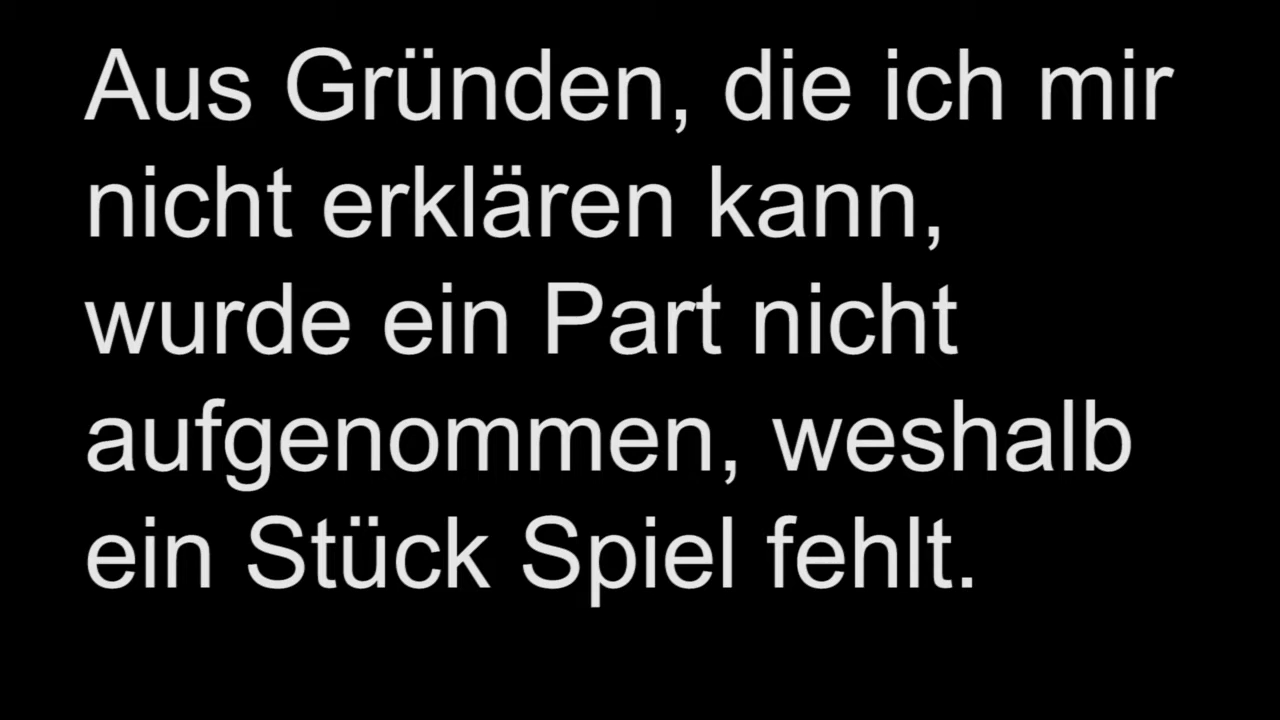 Aus Gründen, die ich mir
nicht erklären kann,
wurde ein Part nicht
aufgenommen, weshalb
ein Stück Spiel fehlt.